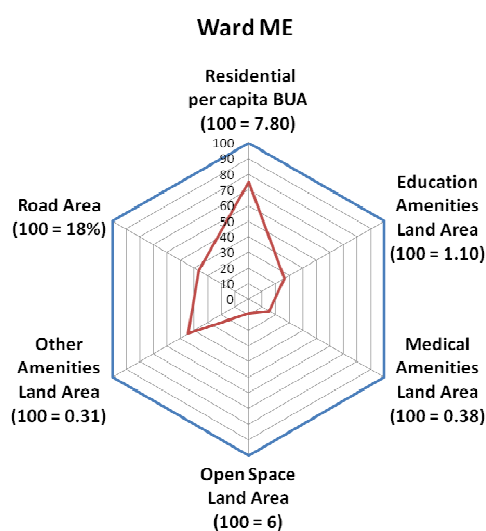 Ward ME
Residential
per capita BUA
(100 = 7.80)
100
90
80
70
60
50
40
30
20
10
0
Education
Amenities
Land Area
(100 = 1.10)
Medical
Amenities
Land Area
(100 = 0.38)
Open Space
Land Area
(100 = 6)
Other
Amenities
Land Area
(100 = 0.31)
Road Area
(100 = 18%)